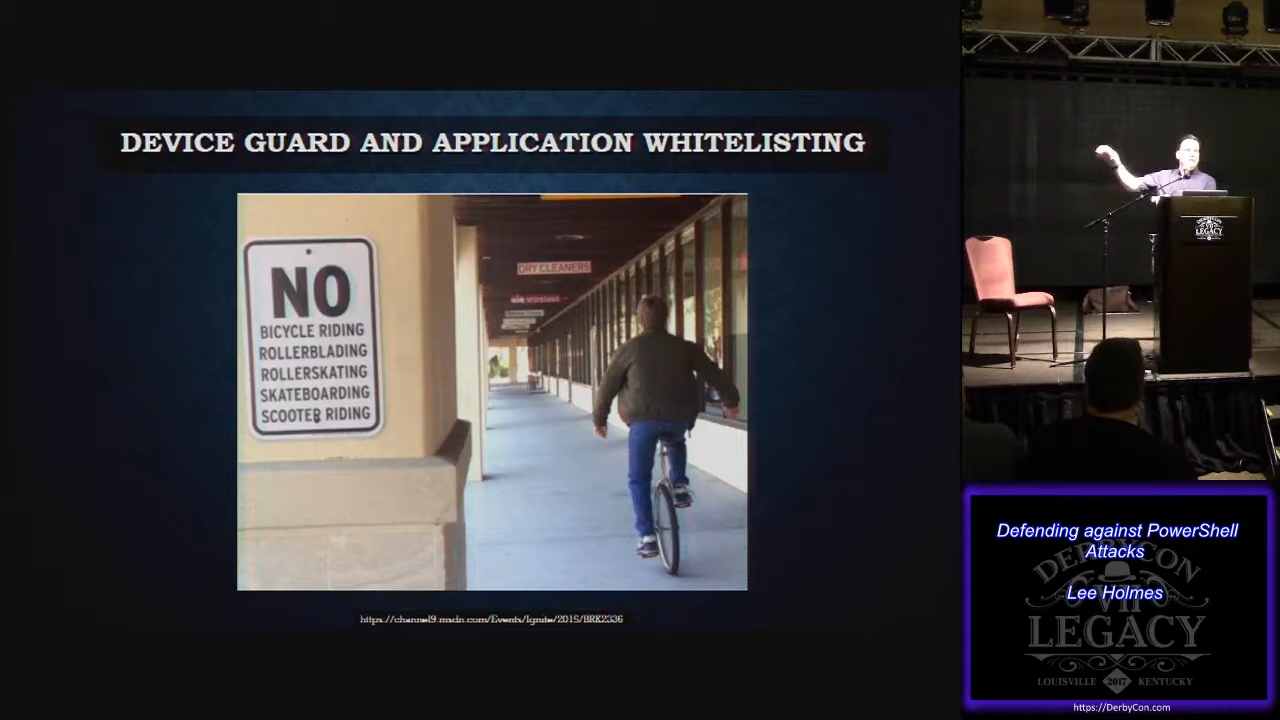 DEVICE GUARD AND APPLICATION WHITELISTING
NO
BICYCLE RIDING
ROLLERBLADING
ROLLERSKATING
SKATEBOARDING
SCOOTER RIDING
DRY CLEANERS
wireless
https://channel9.msdn.com/Events/Ignite/2015/BRK2336
LEGACY
Defending against PowerShell
Attacks
Lee Holmes
DERBYCON
VII
LEGACY
LOUISVILLE 2017 KENTUCKY
https://DerbyCon.com